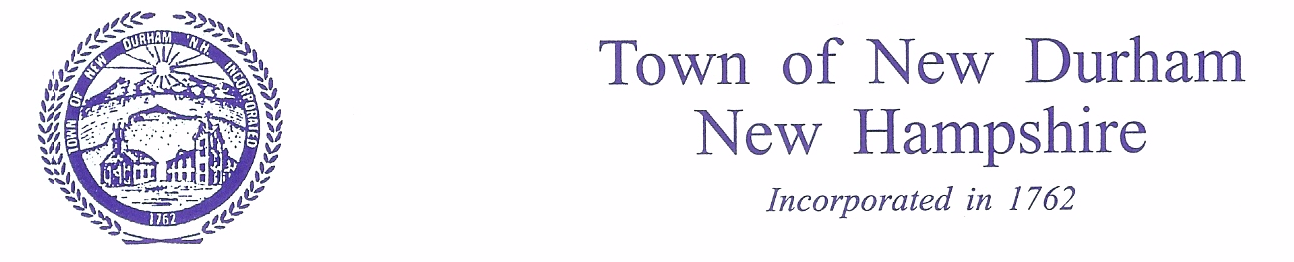 TOWN OF NEW DURHAM 'N.H. INCORPORATED
1762
Town of New Durham
New Hampshire
Incorporated in 1762